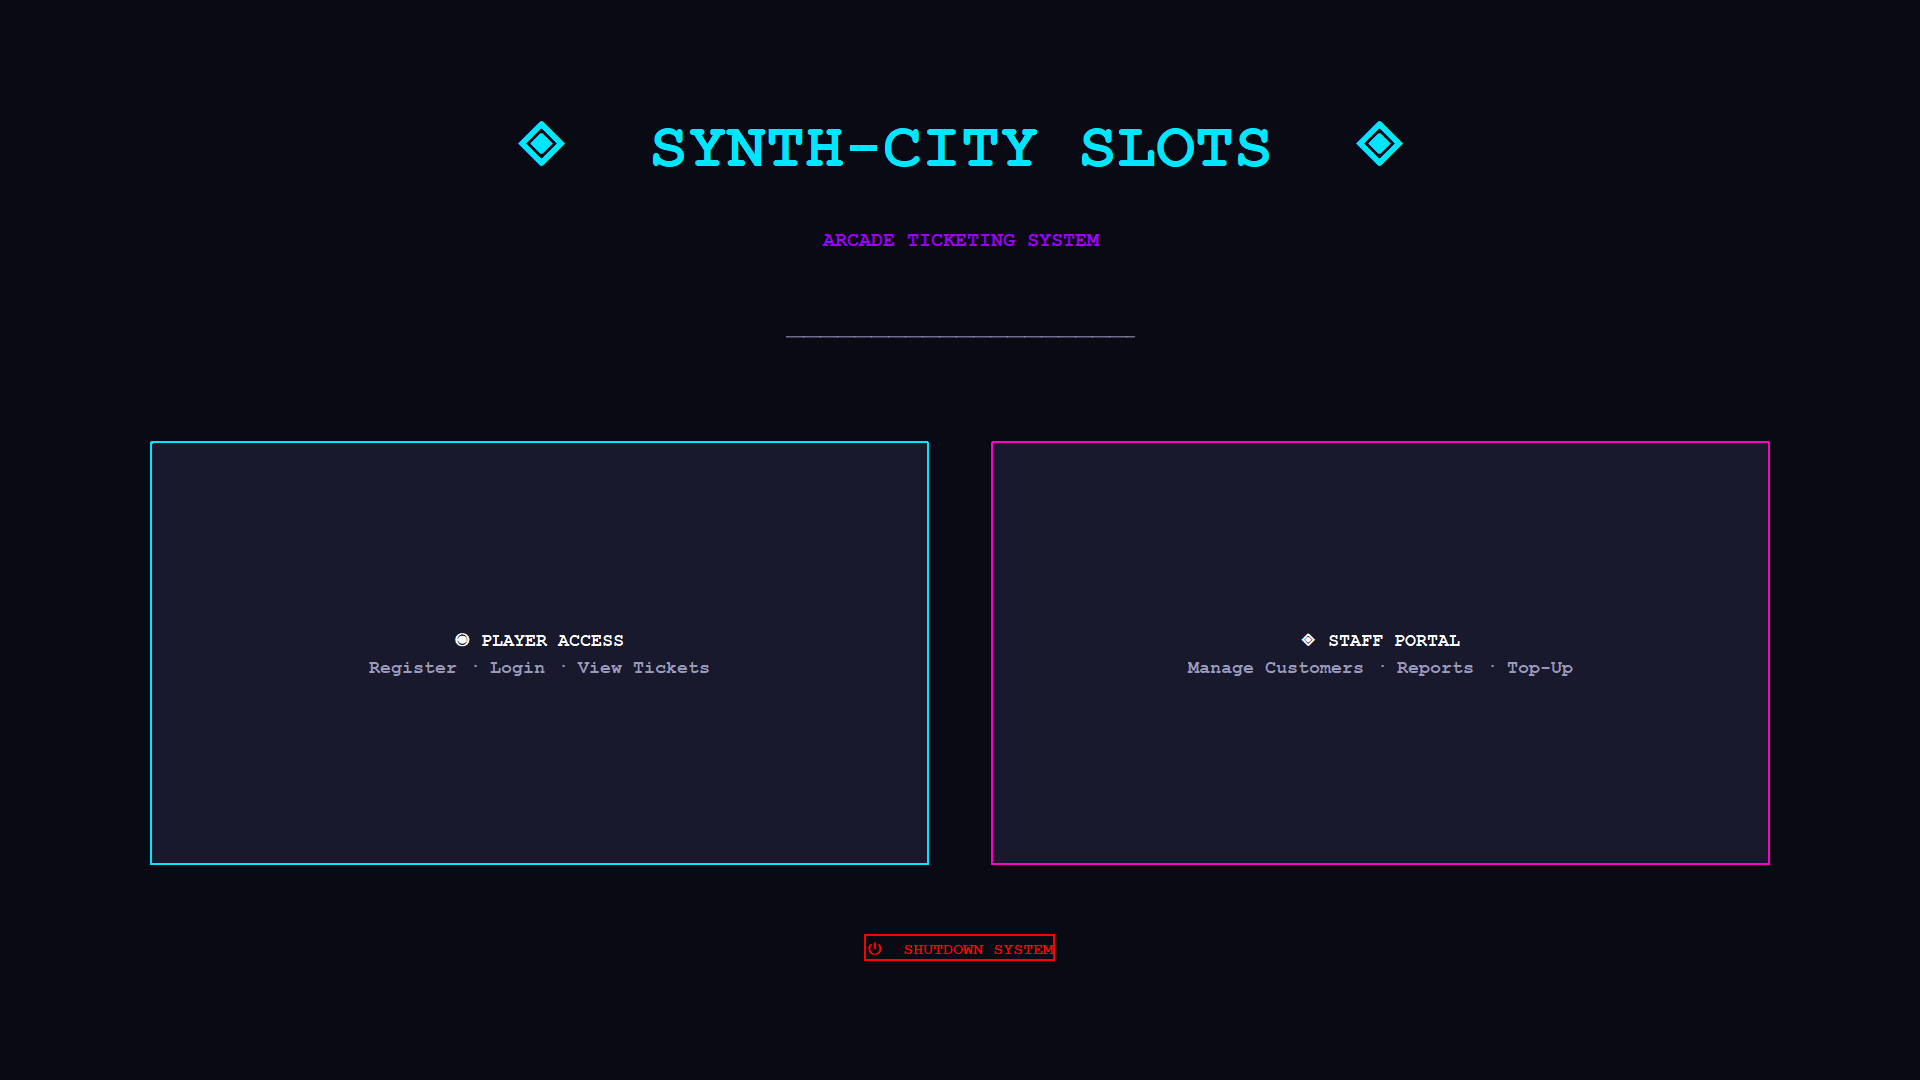 ◈ SYNTH-CITY SLOTS ◈
ARCADE TICKETING SYSTEM
◉ PLAYER ACCESS
Register · Login · View Tickets
◈ STAFF PORTAL
Manage Customers · Reports · Top-Up
⏻ SHUTDOWN SYSTEM